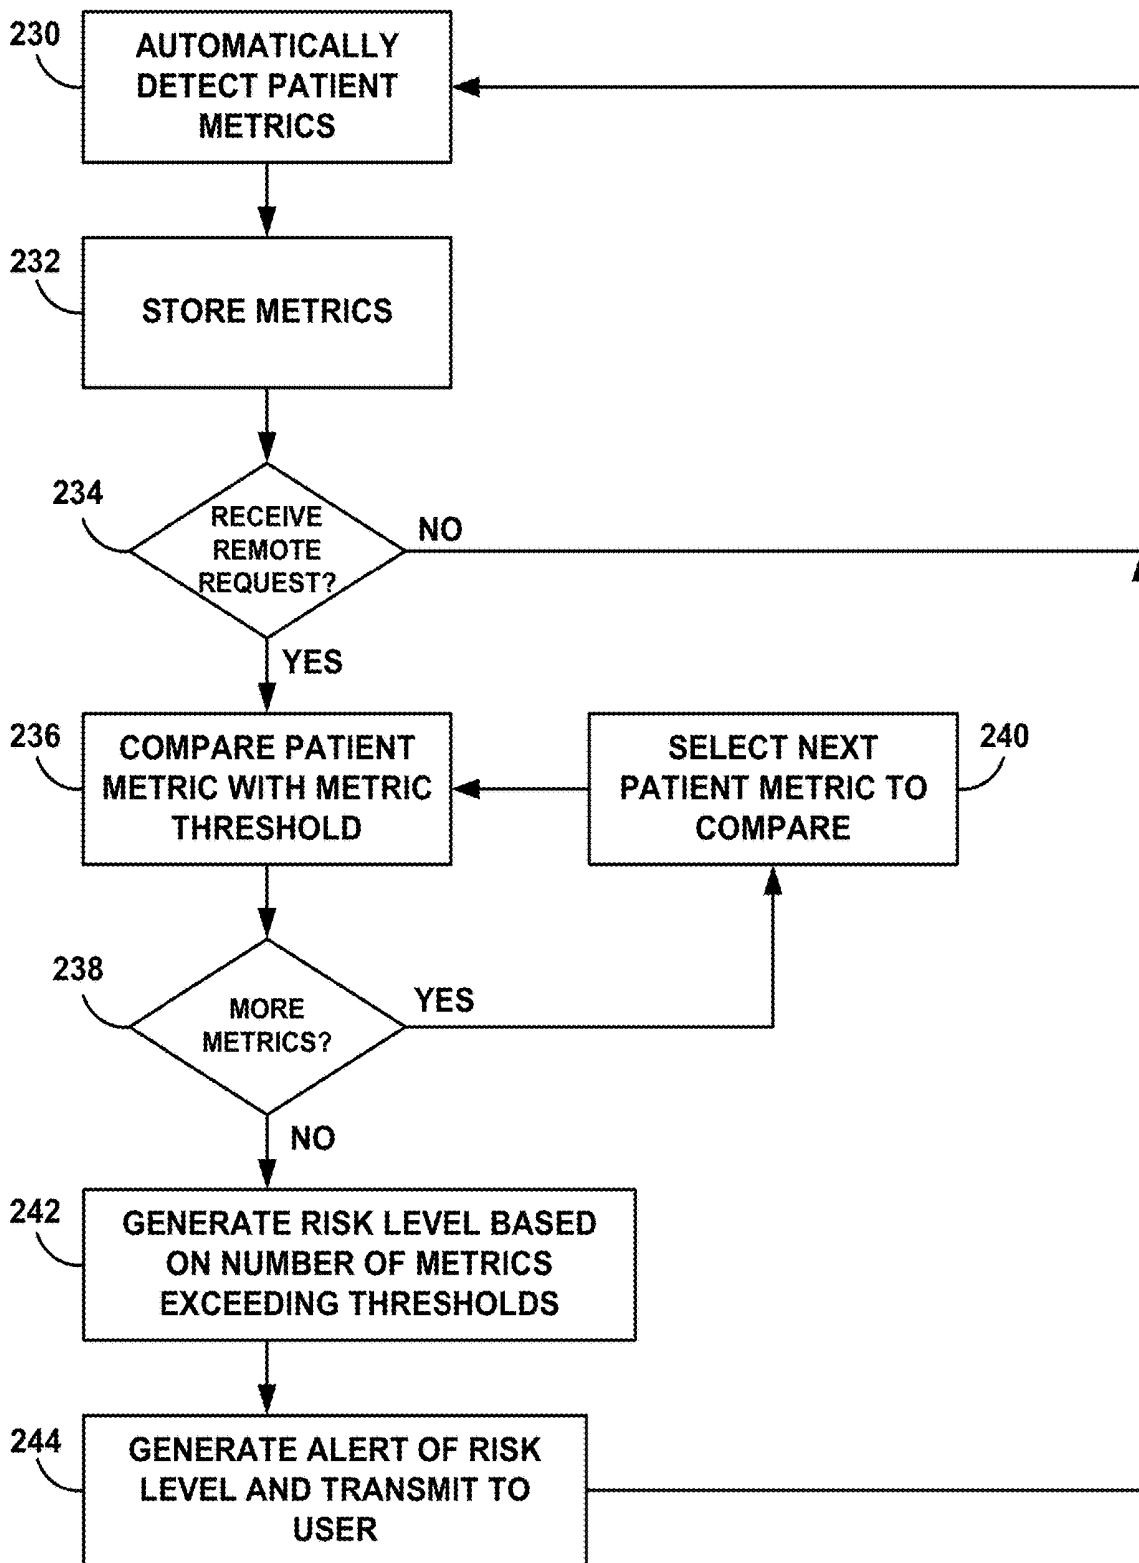 230
AUTOMATICALLY
DETECT PATIENT
METRICS
232
STORE METRICS
234
RECEIVE
REMOTE
REQUEST?
NO
YES
236
COMPARE PATIENT
METRIC WITH METRIC
THRESHOLD
SELECT NEXT
PATIENT METRIC TO
COMPARE
240
238
MORE
METRICS?
YES
NO
242
GENERATE RISK LEVEL BASED
ON NUMBER OF METRICS
EXCEEDING THRESHOLDS
244
GENERATE ALERT OF RISK
LEVEL AND TRANSMIT TO
USER